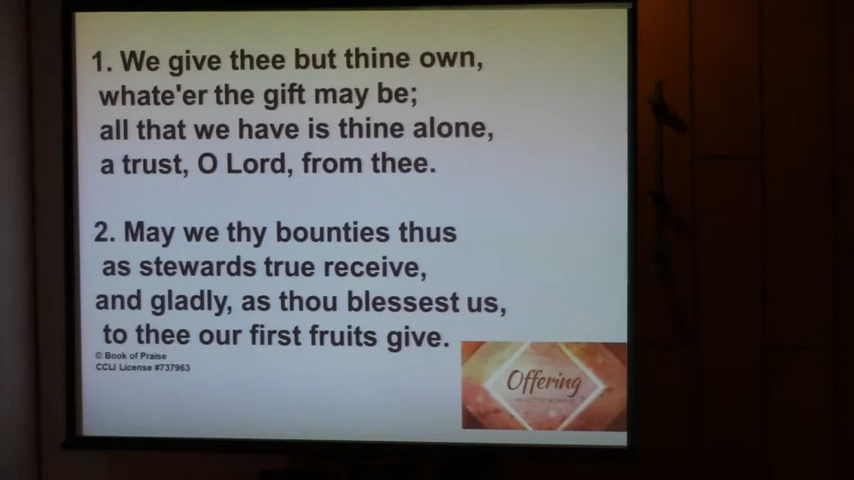 1. We give thee but thine own,
whate'er the gift may be;
all that we have is thine alone,
a trust, O Lord, from thee.
2. May we thy bounties thus
as stewards true receive,
and gladly, as thou blessest us,
to thee our first fruits give.
© Book of Praise
CCLI License #737963
Offering